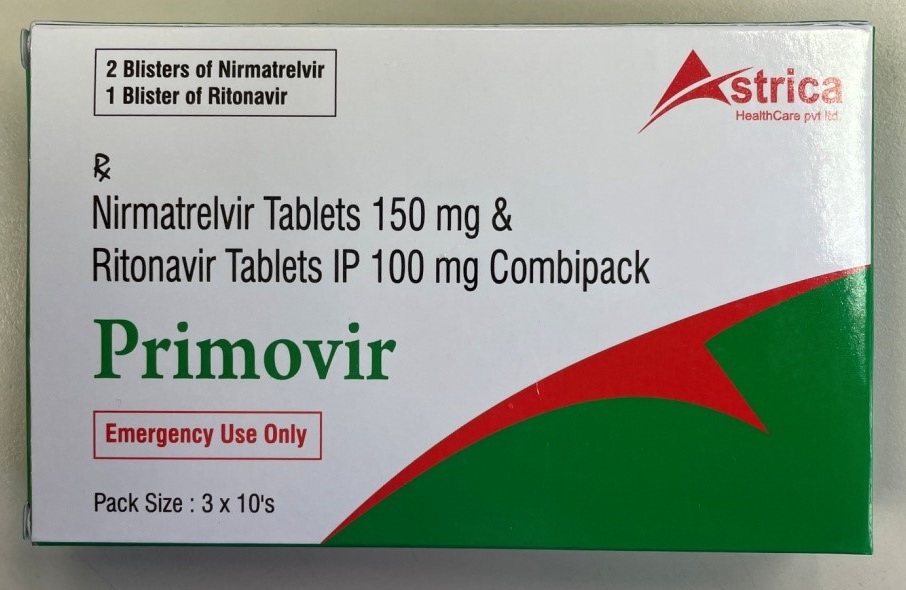 2 Blisters of Nirmatrelvir
1 Blister of Ritonavir
Astrica
HealthCare pvt ltd.
Rx
Nirmatrelvir Tablets 150 mg &
Ritonavir Tablets IP 100 mg Combipack
Primovir
Emergency Use Only
Pack Size : 3 x 10's